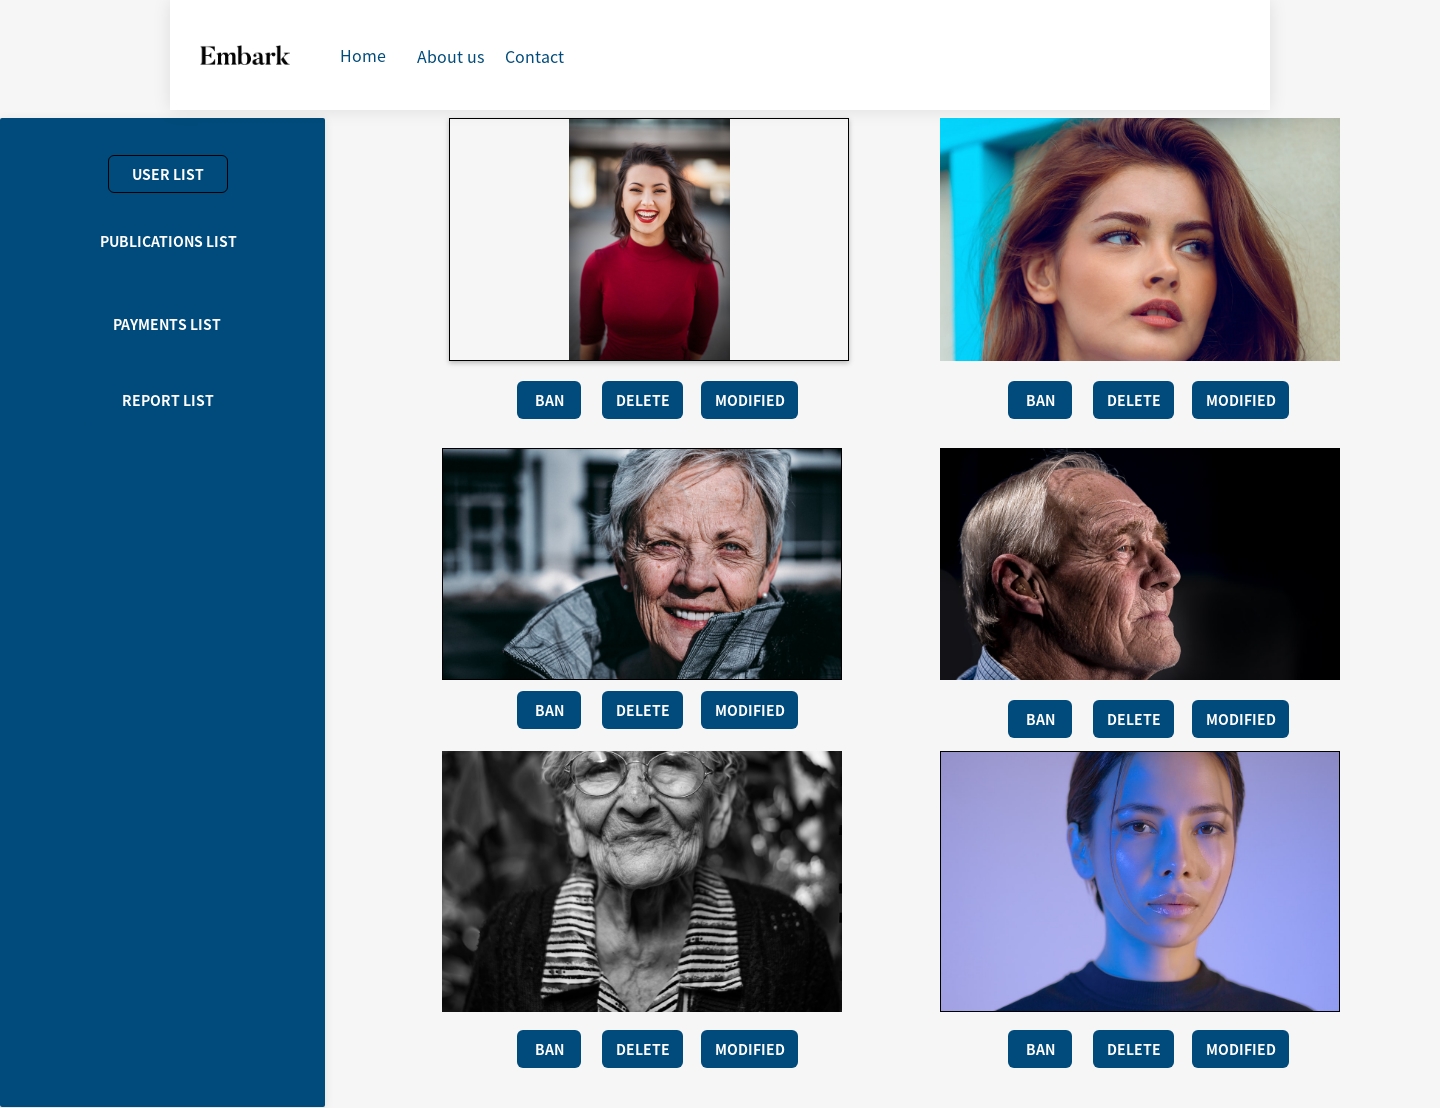 Embark
Home
About us
Contact
USER LIST
PUBLICATIONS LIST
PAYMENTS LIST
REPORT LIST
BAN
DELETE
MODIFIED
BAN
DELETE
MODIFIED
BAN
DELETE
MODIFIED
BAN
DELETE
MODIFIED
BAN
DELETE
MODIFIED
BAN
DELETE
MODIFIED